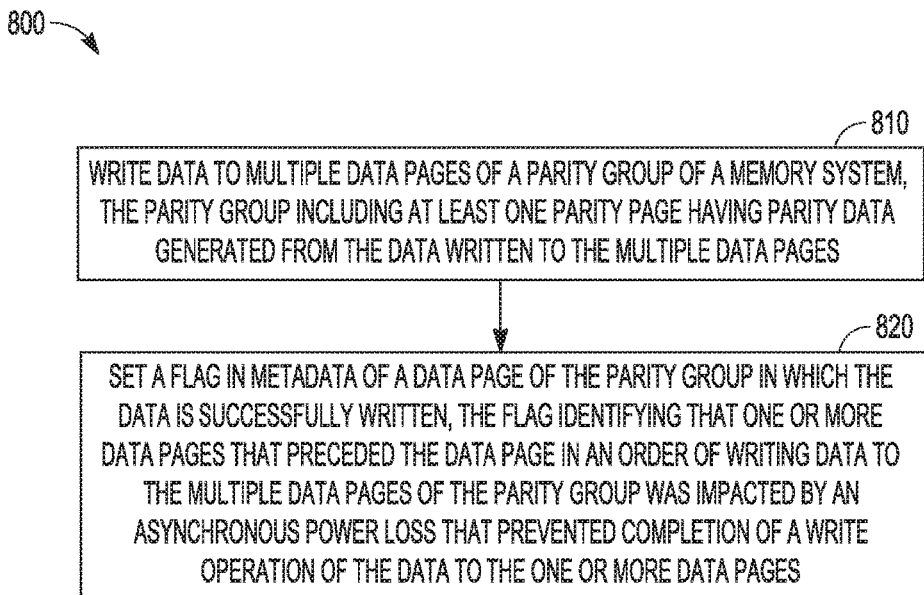 800
810
WRITE DATA TO MULTIPLE DATA PAGES OF A PARITY GROUP OF A MEMORY SYSTEM,
THE PARITY GROUP INCLUDING AT LEAST ONE PARITY PAGE HAVING PARITY DATA
GENERATED FROM THE DATA WRITTEN TO THE MULTIPLE DATA PAGES
820
SET A FLAG IN METADATA OF A DATA PAGE OF THE PARITY GROUP IN WHICH THE
DATA IS SUCCESSFULLY WRITTEN, THE FLAG IDENTIFYING THAT ONE OR MORE
DATA PAGES THAT PRECEDED THE DATA PAGE IN AN ORDER OF WRITING DATA TO
THE MULTIPLE DATA PAGES OF THE PARITY GROUP WAS IMPACTED BY AN
ASYNCHRONOUS POWER LOSS THAT PREVENTED COMPLETION OF A WRITE
OPERATION OF THE DATA TO THE ONE OR MORE DATA PAGES